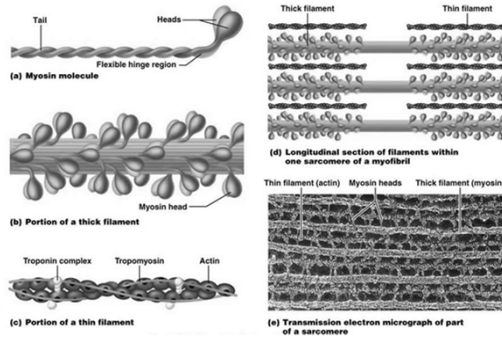 Heads
Tail
Flexible hinge region
(a) Myosin molecule
Myosin head
(b) Portion of a thick filament
Troponin complex Tropomyosin Actin
(c) Portion of a thin filament
Thick filament Thin filament
(d) Longitudinal section of filaments within
one sarcomere of a myofibril
Thin filament (actin) Myosin heads Thick filament (myosin)
(e) Transmission electron micrograph of part
of a sarcomere